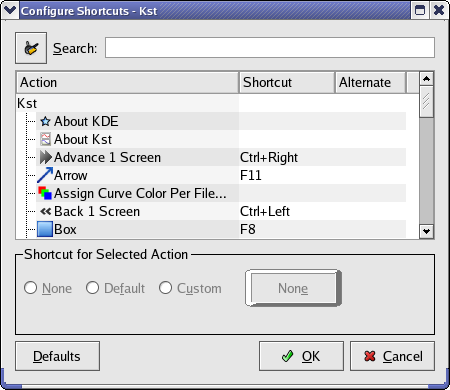 Configure Shortcuts - Kst
Search:
Action Shortcut Alternate
Kst
About KDE
About Kst
Advance 1 Screen Ctrl+Right
Arrow F11
Assign Curve Color Per File...
Back 1 Screen Ctrl+Left
Box F8
Shortcut for Selected Action
None Default Custom None
Defaults OK Cancel